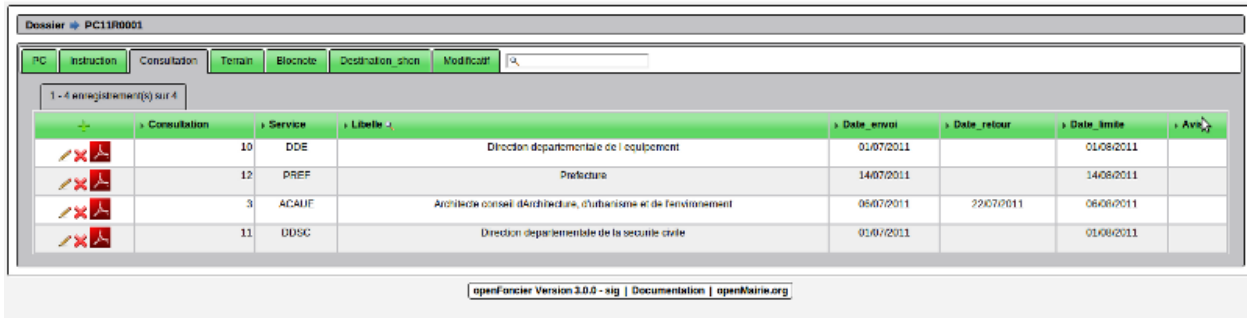 Dossier PC11R0001
PC Instruction Consultation Terrain Blocnote Destination_shon Modificatif
1 - 4 enregistrement(s) sur 4
Consultation Service Libelle Date_envoi Date_retour Date_limite Avis
10 DDE Direction departementale de l equipement 01/07/2011 01/08/2011
12 PREF Prefecture 14/07/2011 14/08/2011
3 ACAUE Architecte conseil dArchitecture, d'urbanisme et de l'environnement 06/07/2011 22/07/2011 06/08/2011
11 DDSC Direction departementale de la securite civile 01/07/2011 01/08/2011
openFoncier Version 3.0.0 - sig | Documentation | openMairie.org